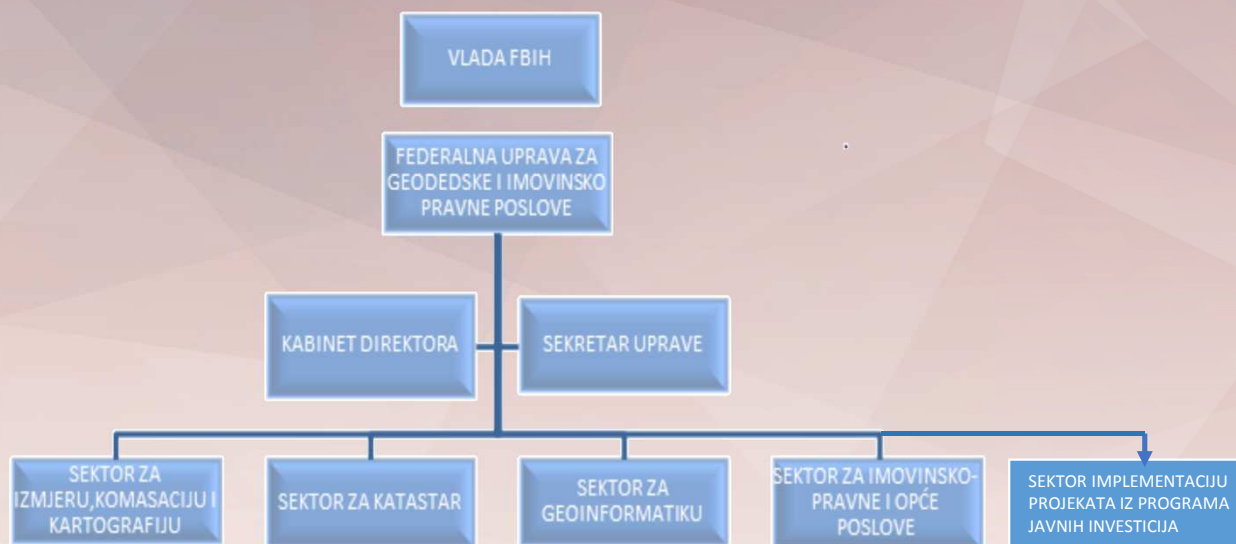 VLADA FBIH
FEDERALNA UPRAVA ZA
GEODEDSKE I IMOVINSKO
PRAVNE POSLOVE
KABINET DIREKTORA
SEKRETAR UPRAVE
SEKTOR ZA
IZMJERU,KOMASACIJU I
KARTOGRAFIJU
SEKTOR ZA KATASTAR
SEKTOR ZA
GEOINFORMATIKU
SEKTOR ZA IMOVINSKO-
PRAVNE I OPĆE
POSLOVE
SEKTOR IMPLEMENTACIJU
PROJEKATA IZ PROGRAMA
JAVNIH INVESTICIJA